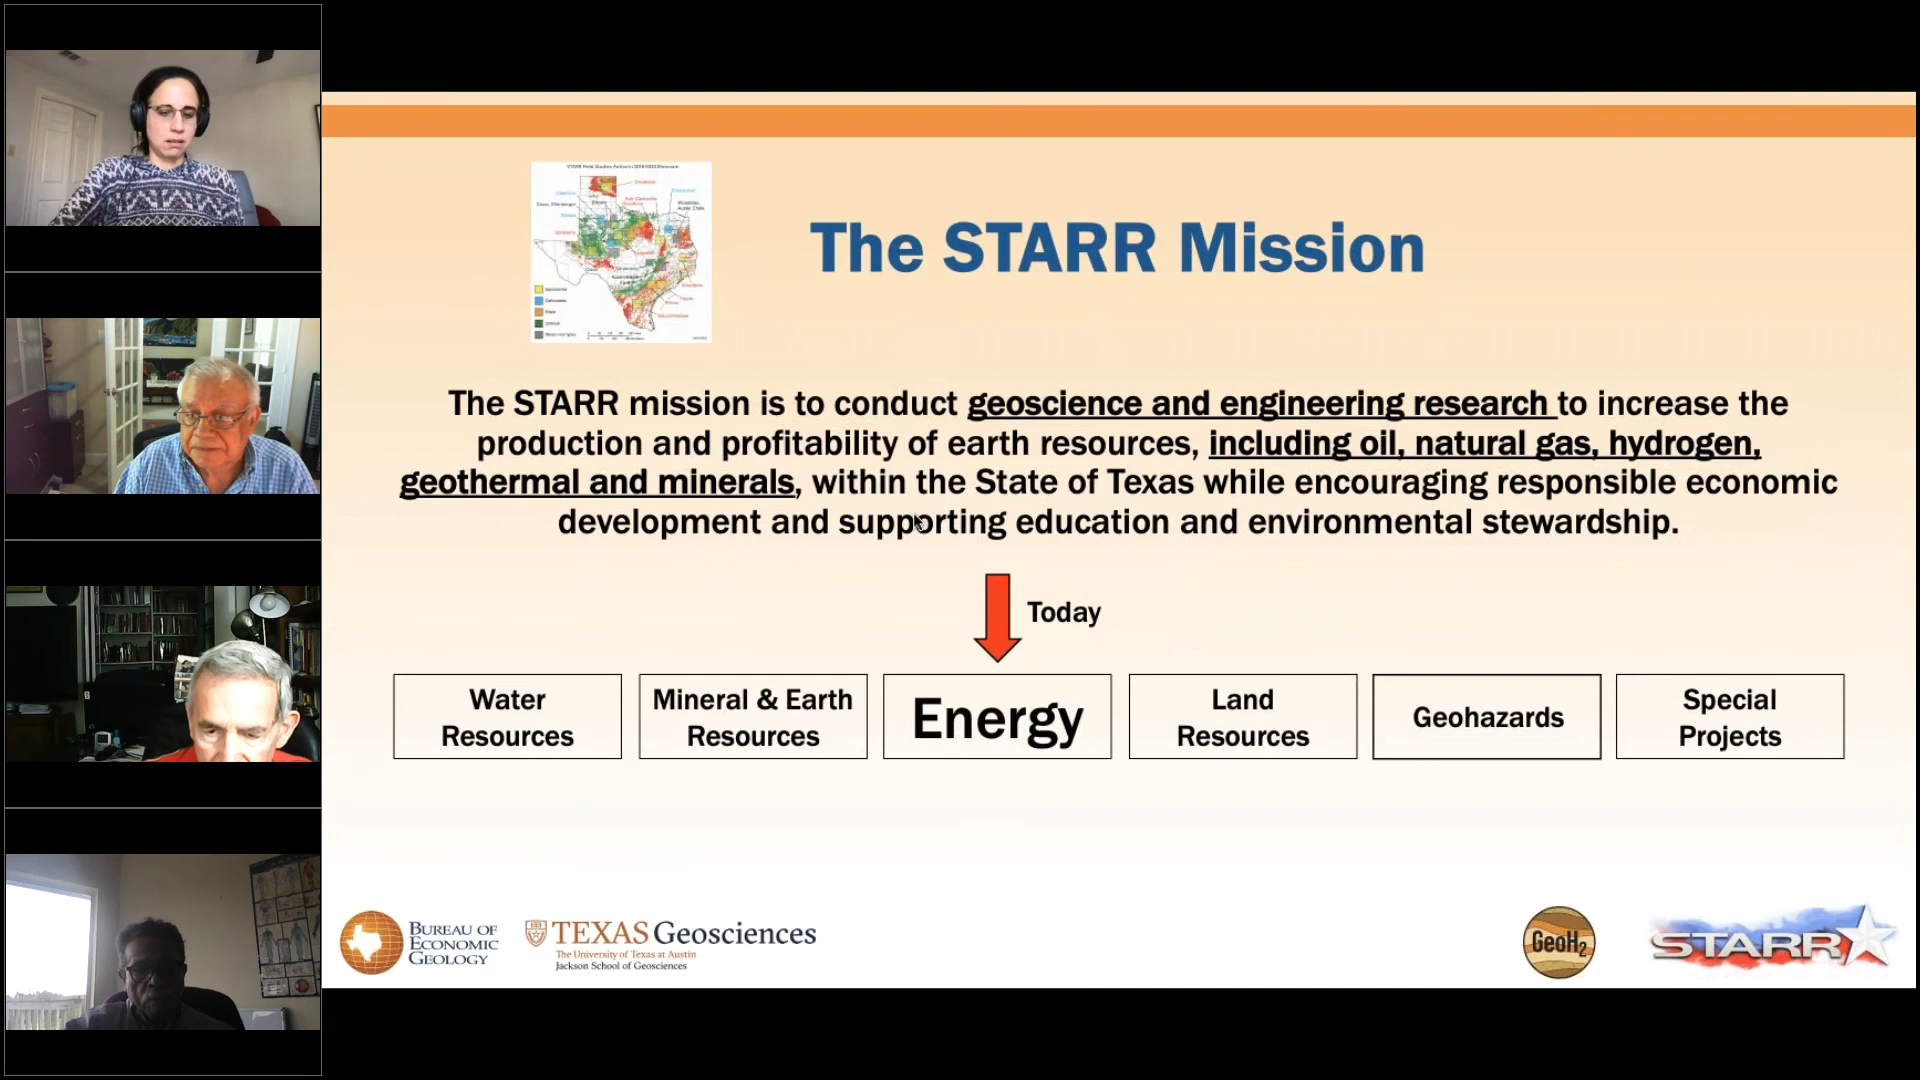 The STARR Mission
The STARR mission is to conduct geoscience and engineering research to increase the
production and profitability of earth resources, including oil, natural gas, hydrogen,
geothermal and minerals, within the State of Texas while encouraging responsible economic
development and supporting education and environmental stewardship.
Today
Water
Resources
Mineral & Earth
Resources
Energy
Land
Resources
Geohazards
Special
Projects
BUREAU OF
ECONOMIC
GEOLOGY
TEXAS Geosciences
The University of Texas at Austin
Jackson School of Geosciences
GeoH₂
STARR